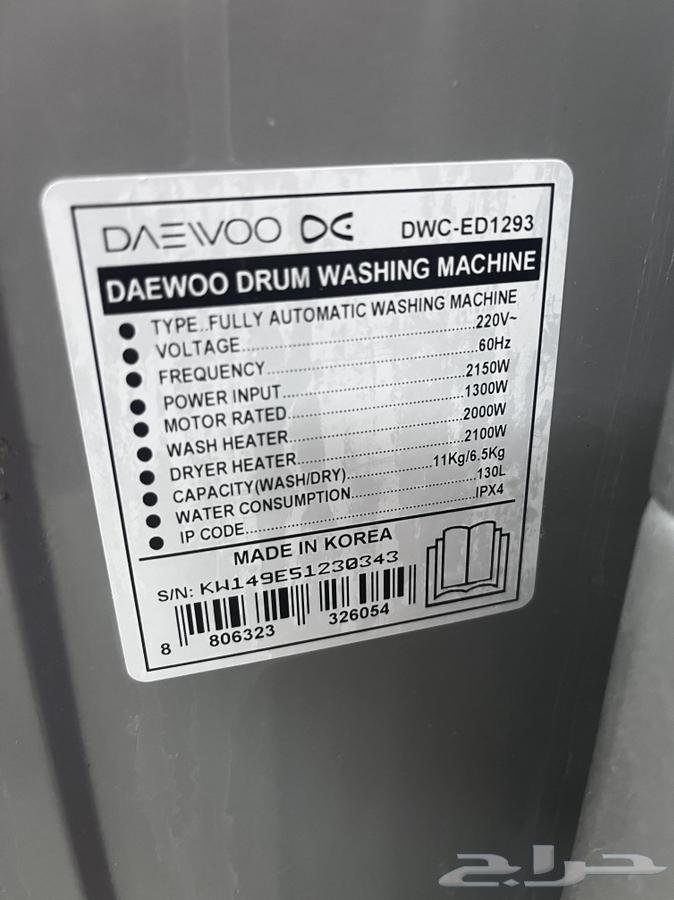 DAEWOO DE DWC-ED1293
DAEWOO DRUM WASHING MACHINE
● TYPE..FULLY AUTOMATIC WASHING MACHINE
● VOLTAGE................220V~
● FREQUENCY................60Hz
● POWER INPUT................2150W
● MOTOR RATED................1300W
● WASH HEATER................2000W
● DRYER HEATER................2100W
● CAPACITY(WASH/DRY)................11Kg/6.5Kg
● WATER CONSUMPTION................130L
● IP CODE................IPX4
MADE IN KOREA
S/N: KW149E51230343
8 806323 326054
حراج